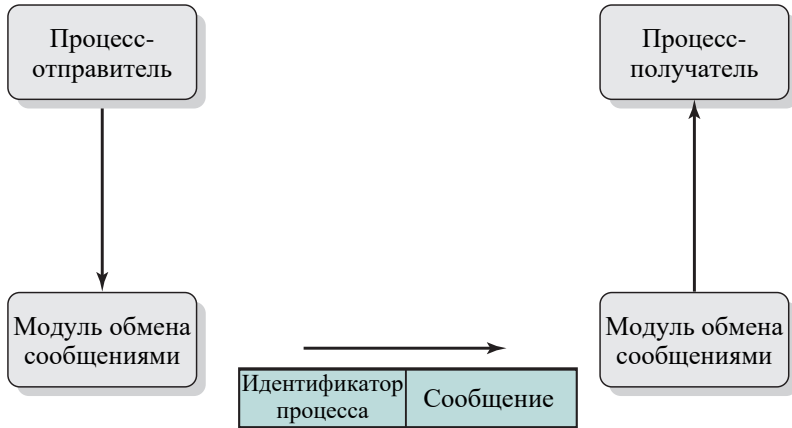 Процесс-
отправитель
Процесс-
получатель
Модуль обмена
сообщениями
Модуль обмена
сообщениями
Идентификатор
процесса
Сообщение